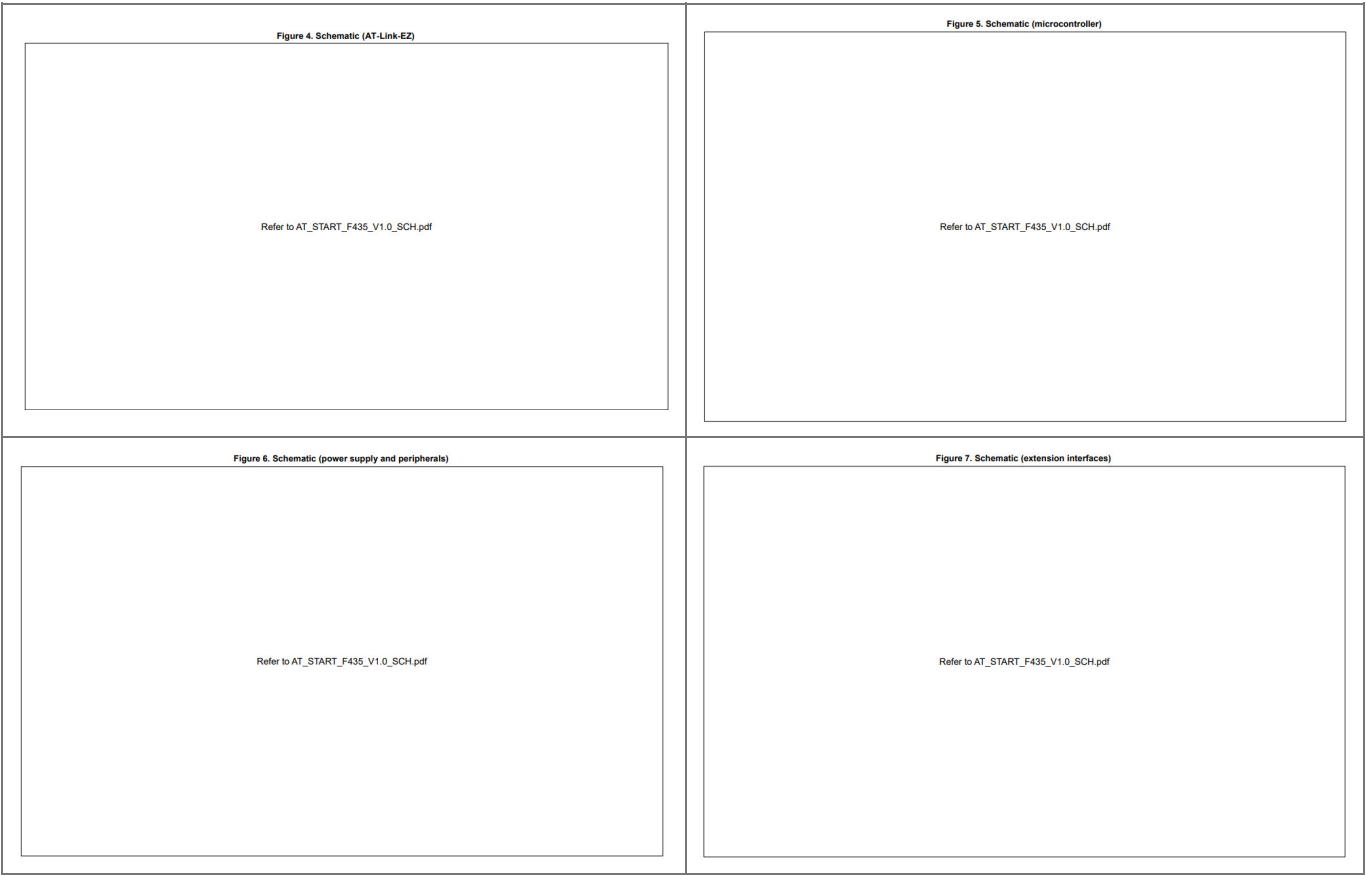 Figure 4. Schematic (AT-Link-EZ)
Refer to AT_START_F435_V1.0_SCH.pdf
Figure 5. Schematic (microcontroller)
Refer to AT_START_F435_V1.0_SCH.pdf
Figure 6. Schematic (power supply and peripherals)
Refer to AT_START_F435_V1.0_SCH.pdf
Figure 7. Schematic (extension interfaces)
Refer to AT_START_F435_V1.0_SCH.pdf